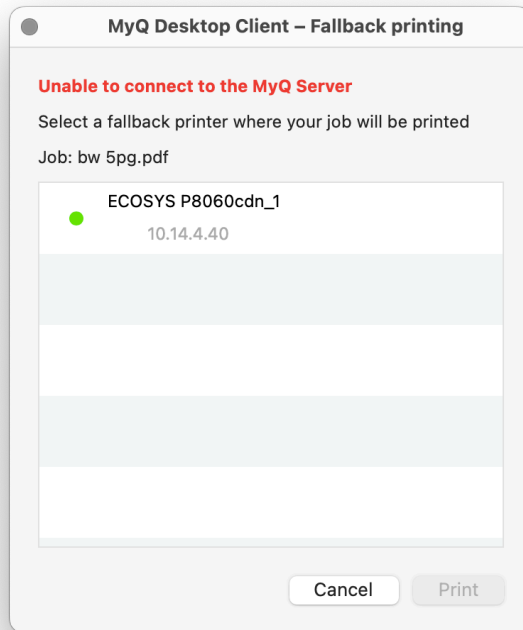 MyQ Desktop Client – Fallback printing
Unable to connect to the MyQ Server
Select a fallback printer where your job will be printed
Job: bw 5pg.pdf
ECOSYS P8060cdn_1
10.14.4.40
Cancel
Print